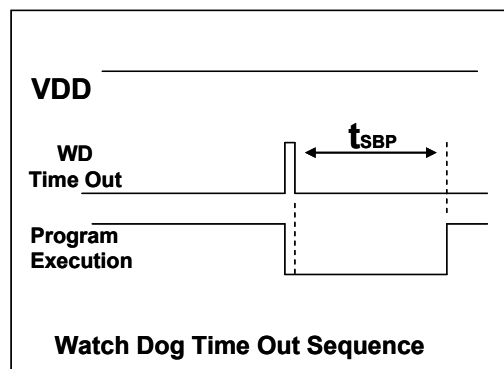 VDD
tSBP
WD
Time Out
Program
Execution
Watch Dog Time Out Sequence